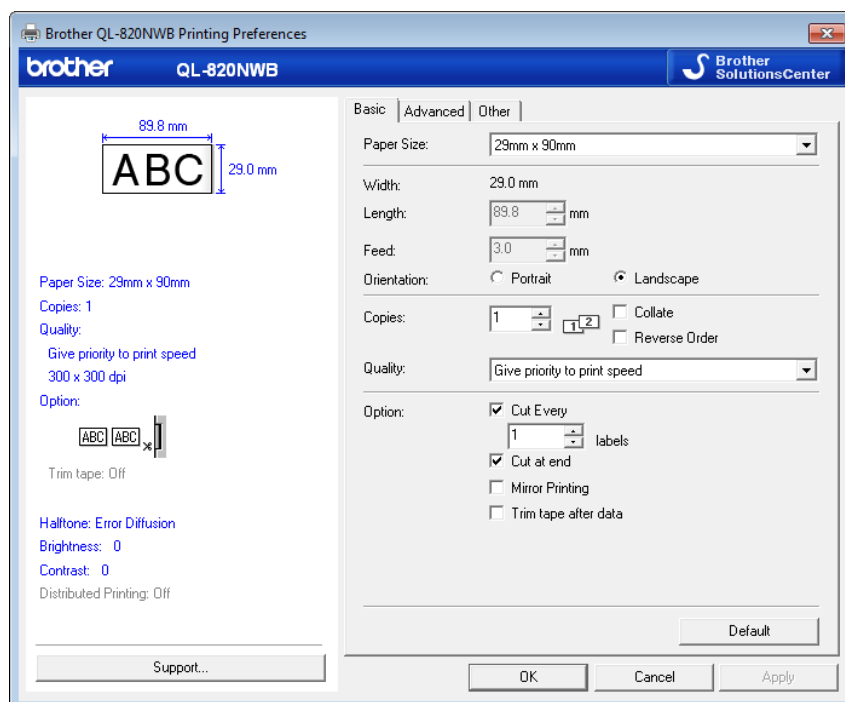 Brother QL-820NWB Printing Preferences
brother QL-820NWB Brother SolutionsCenter
89.8 mm
ABC 29.0 mm
Paper Size: 29mm x 90mm
Copies: 1
Quality:
Give priority to print speed
300 x 300 dpi
Option:
ABC ABC
Trim tape: Off
Halftone: Error Diffusion
Brightness: 0
Contrast: 0
Distributed Printing: Off
Support...
Basic Advanced Other
Paper Size: 29mm x 90mm
Width: 29.0 mm
Length: 89.8 mm
Feed: 3.0 mm
Orientation: Portrait Landscape
Copies: 1 1 2 Collate
Reverse Order
Quality: Give priority to print speed
Option: Cut Every
1 labels
Cut at end
Mirror Printing
Trim tape after data
Default
OK Cancel Apply